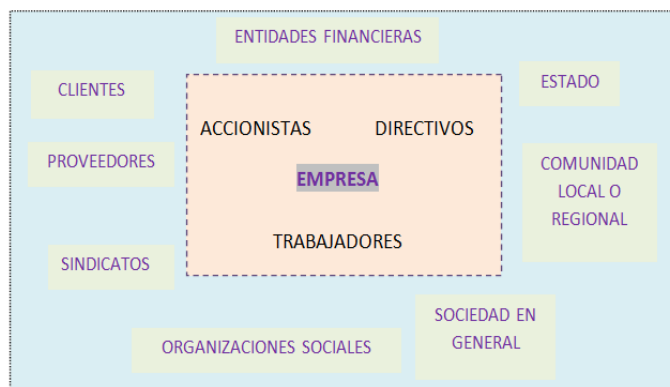 ENTIDADES FINANCIERAS
CLIENTES
ESTADO
ACCIONISTAS
DIRECTIVOS
PROVEEDORES
EMPRESA
COMUNIDAD
LOCAL O
REGIONAL
TRABAJADORES
SINDICATOS
SOCIEDAD EN
GENERAL
ORGANIZACIONES SOCIALES